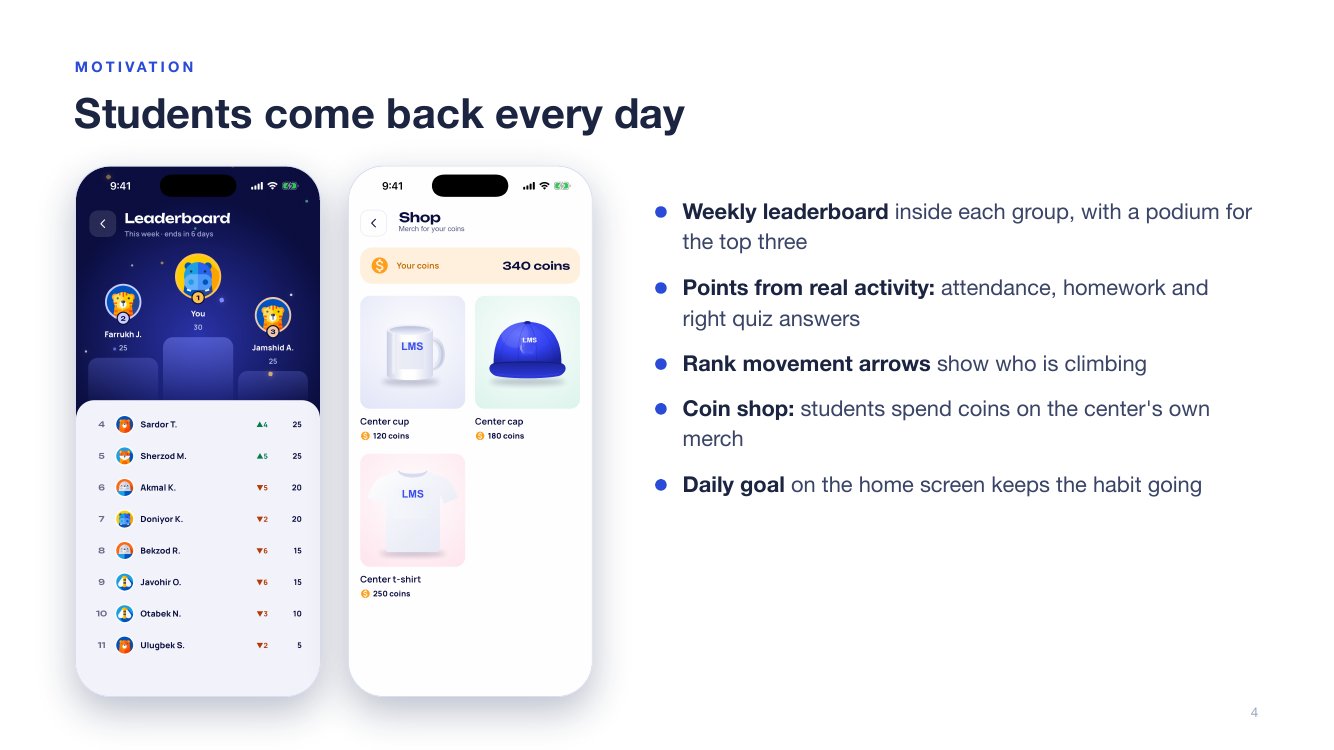 MOTIVATION
Students come back every day
9:41
Leaderboard
This week · ends in 6 days
1
You
30
2
Farrukh J.
25
3
Jamshid A.
25
4 Sardor T. ▲4 25
5 Sherzod M. ▲5 25
6 Akmal K. ▼5 20
7 Doniyor K. ▼2 20
8 Bekzod R. ▼6 15
9 Javohir O. ▼6 15
10 Otabek N. ▼3 10
11 Ulugbek S. ▼2 5
9:41
Shop
Merch for your coins
$ Your coins 340 coins
LMS
Center cup
$ 120 coins
LMS
Center cap
$ 180 coins
LMS
Center t-shirt
$ 250 coins
● Weekly leaderboard inside each group, with a podium for
the top three
● Points from real activity: attendance, homework and
right quiz answers
● Rank movement arrows show who is climbing
● Coin shop: students spend coins on the center's own
merch
● Daily goal on the home screen keeps the habit going
4